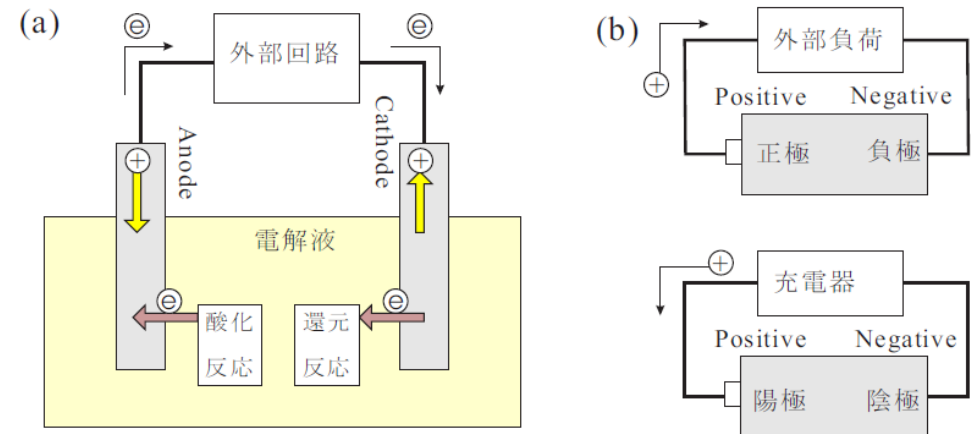 (a)
ⓔ
ⓔ
外部回路
Anode
Cathode
⊕
⊕
電解液
ⓔ
ⓔ
酸化
反応
還元
反応
(b)
外部負荷
⊕
Positive
Negative
正極
負極
⊕
充電器
Positive
Negative
陽極
陰極